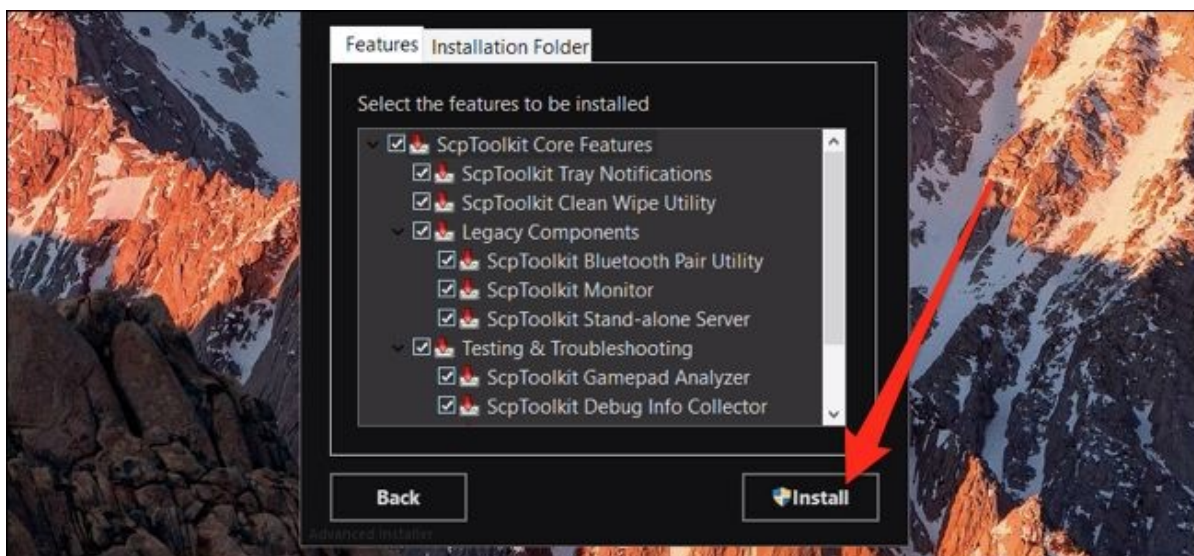 Features Installation Folder
Select the features to be installed
ScpToolkit Core Features
ScpToolkit Tray Notifications
ScpToolkit Clean Wipe Utility
Legacy Components
ScpToolkit Bluetooth Pair Utility
ScpToolkit Monitor
ScpToolkit Stand-alone Server
Testing & Troubleshooting
ScpToolkit Gamepad Analyzer
ScpToolkit Debug Info Collector
Back Install
Advanced Installer